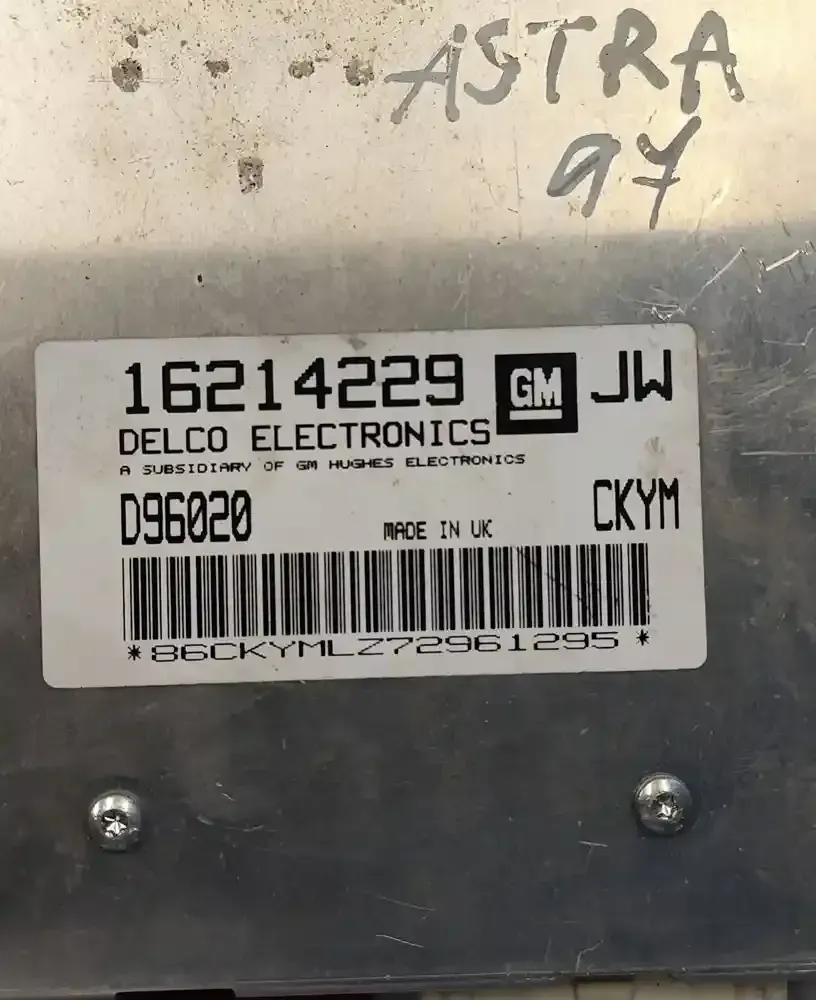 ASTRA
97
16214229 GM JW
DELCO ELECTRONICS
A SUBSIDIARY OF GM HUGHES ELECTRONICS
D96020 MADE IN UK CKYM
*86CKYMLZ72961295*